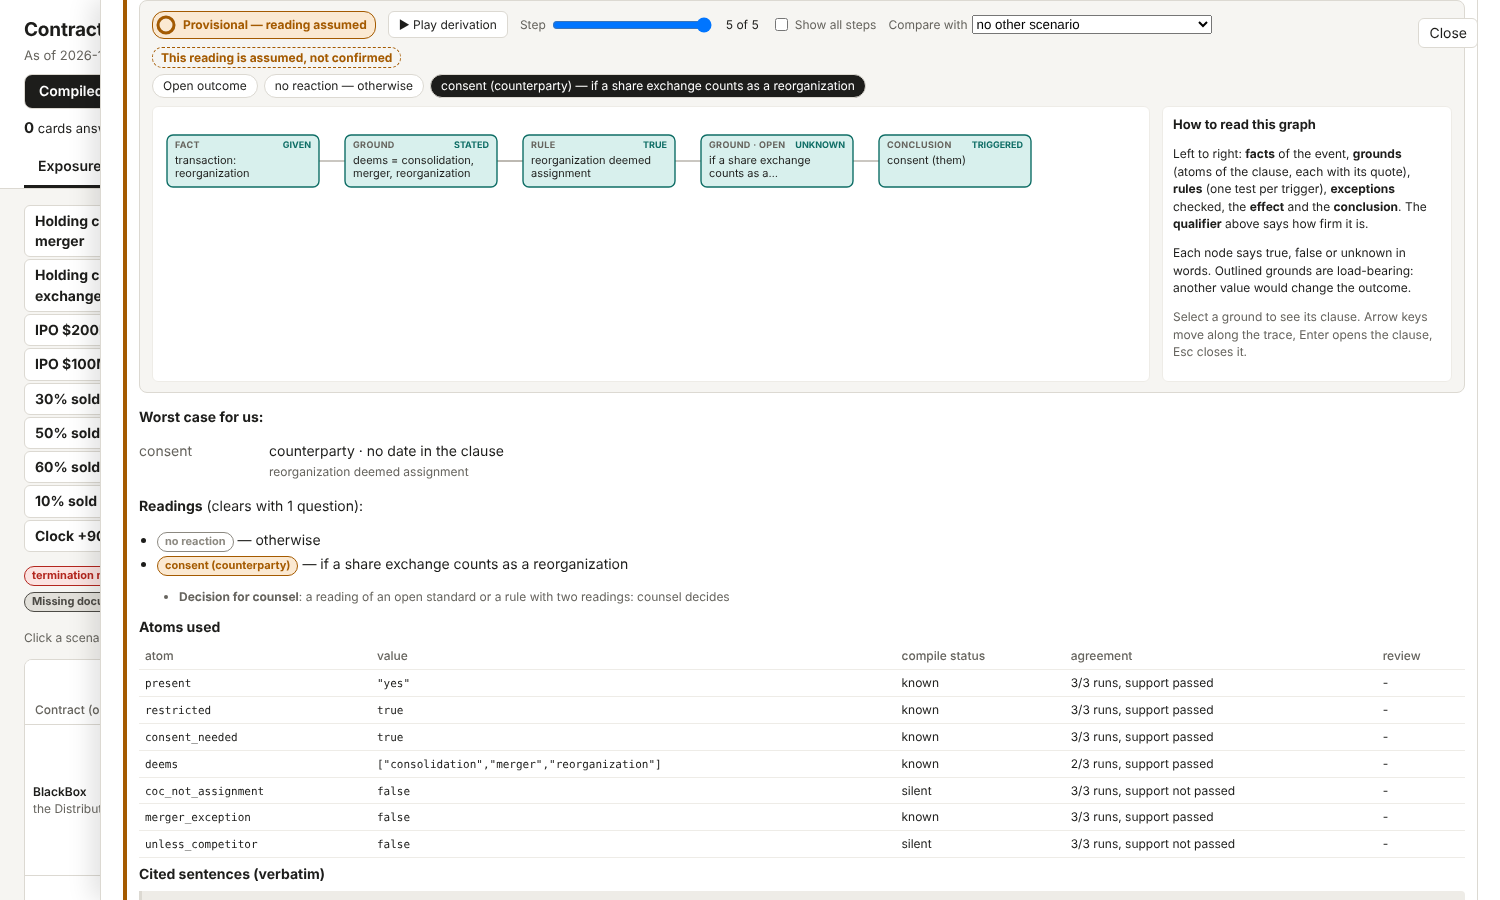 Contract
As of 2026-
Compiled
0 cards answ
Exposure
Holding c
merger
Holding c
exchange
IPO $200
IPO $100M
30% sold
50% sold
60% sold
10% sold
Clock +90
termination r
Missing docu
Click a scena
Contract (o
BlackBox
the Distribut
Close
Provisional — reading assumed
▶ Play derivation
Step
5 of 5
Show all steps
Compare with
no other scenario
This reading is assumed, not confirmed
Open outcome
no reaction — otherwise
consent (counterparty) — if a share exchange counts as a reorganization
FACT GIVEN
transaction:
reorganization
GROUND STATED
deems = consolidation,
merger, reorganization
RULE TRUE
reorganization deemed
assignment
GROUND · OPEN UNKNOWN
if a share exchange
counts as a...
CONCLUSION TRIGGERED
consent (them)
How to read this graph
Left to right: facts of the event, grounds
(atoms of the clause, each with its quote),
rules (one test per trigger), exceptions
checked, the effect and the conclusion. The
qualifier above says how firm it is.
Each node says true, false or unknown in
words. Outlined grounds are load-bearing:
another value would change the outcome.
Select a ground to see its clause. Arrow keys
move along the trace, Enter opens the clause,
Esc closes it.
Worst case for us:
consent counterparty · no date in the clause
reorganization deemed assignment
Readings (clears with 1 question):
• no reaction — otherwise
• consent (counterparty) — if a share exchange counts as a reorganization
• Decision for counsel: a reading of an open standard or a rule with two readings: counsel decides
Atoms used
atom value compile status agreement review
present "yes" known 3/3 runs, support passed -
restricted true known 3/3 runs, support passed -
consent_needed true known 3/3 runs, support passed -
deems ["consolidation","merger","reorganization"] known 2/3 runs, support passed -
coc_not_assignment false silent 3/3 runs, support not passed -
merger_exception false known 3/3 runs, support passed -
unless_competitor false silent 3/3 runs, support not passed -
Cited sentences (verbatim)